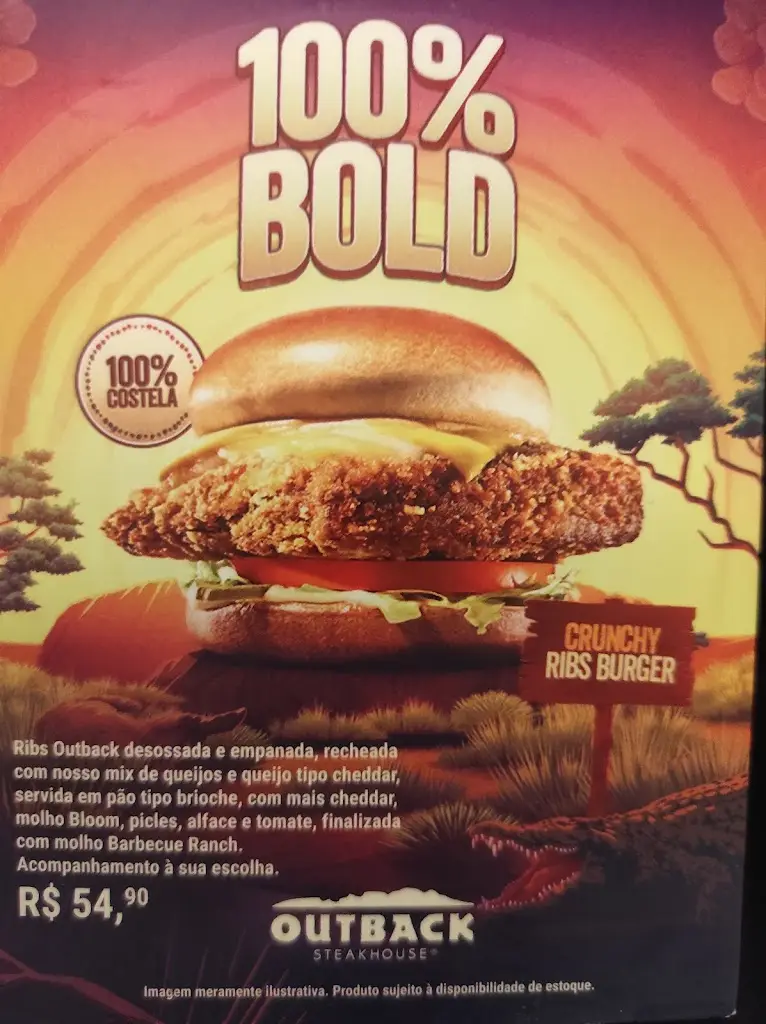 100%
BOLD
100%
COSTELA
CRUNCHY
RIBS BURGER
Ribs Outback desossada e empanada, recheada
com nosso mix de queijos e queijo tipo cheddar,
servida em pão tipo brioche, com mais cheddar,
molho Bloom, picles, alface e tomate, finalizada
com molho Barbecue Ranch.
Acompanhamento à sua escolha.
R$ 54,90
OUTBACK
STEAKHOUSE®
Imagem meramente ilustrativa. Produto sujeito à disponibilidade de estoque.